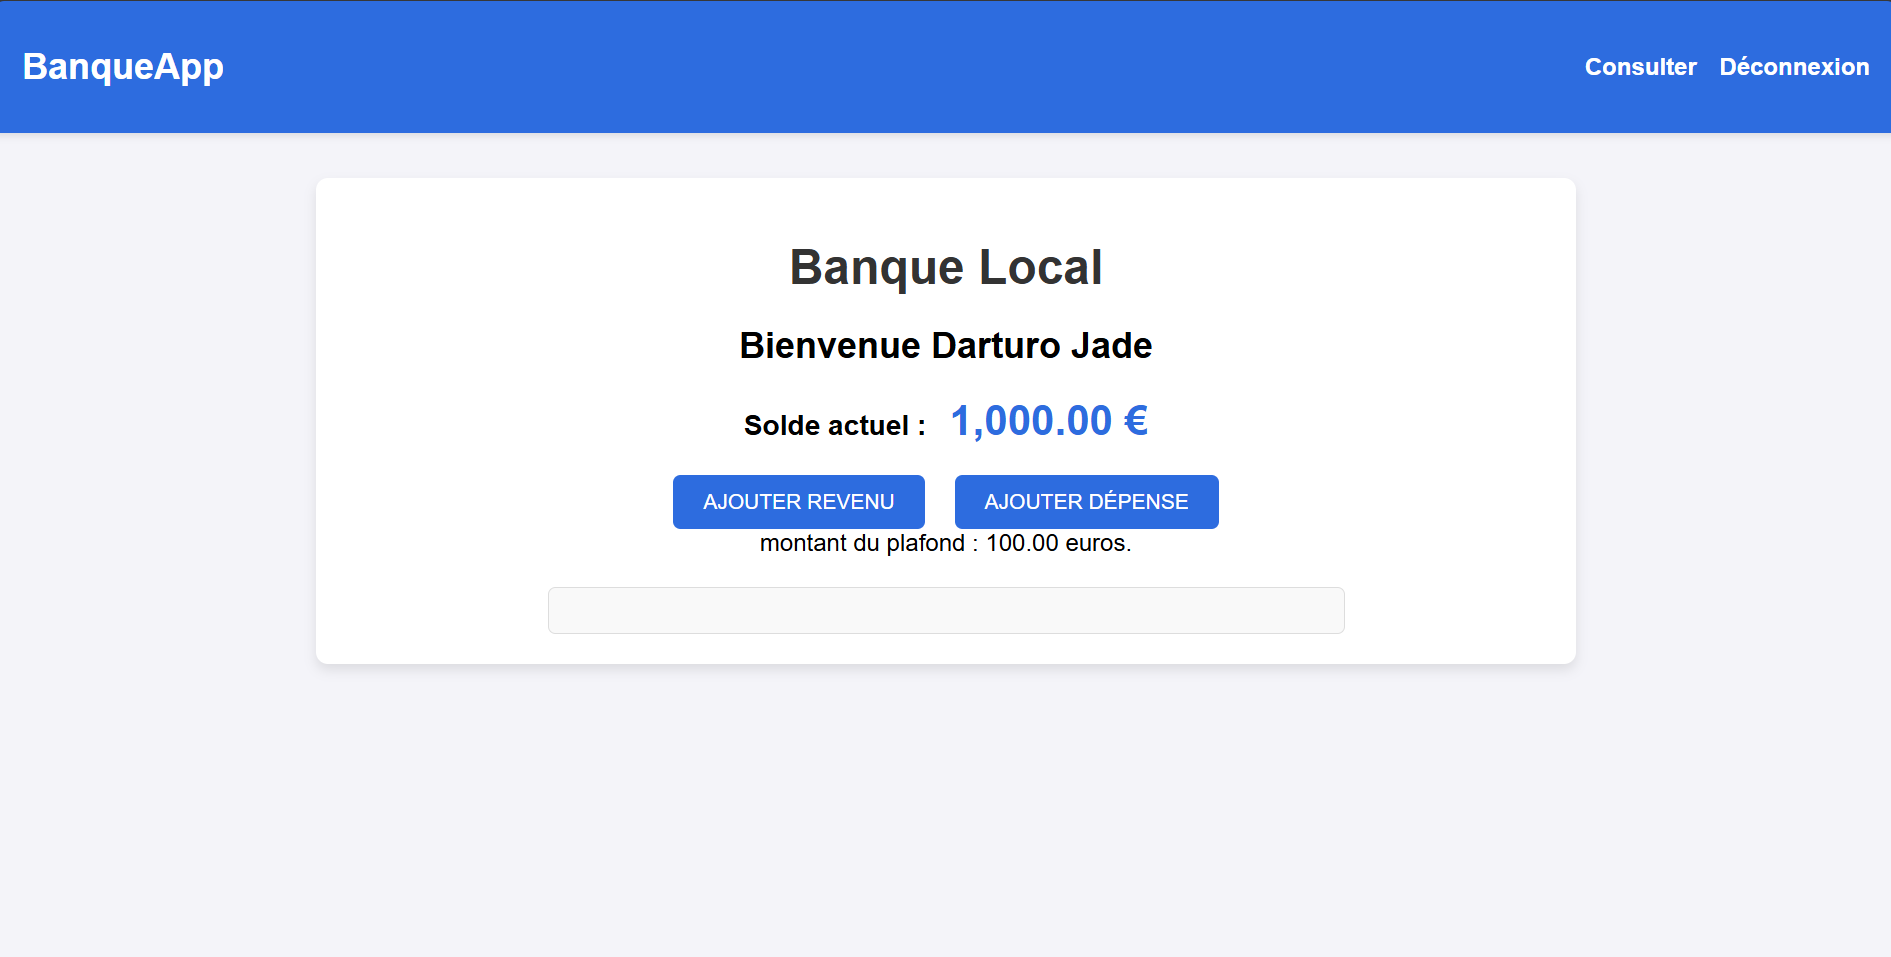 BanqueApp
Consulter Déconnexion
Banque Local
Bienvenue Darturo Jade
Solde actuel : 1,000.00 €
AJOUTER REVENU AJOUTER DÉPENSE
montant du plafond : 100.00 euros.